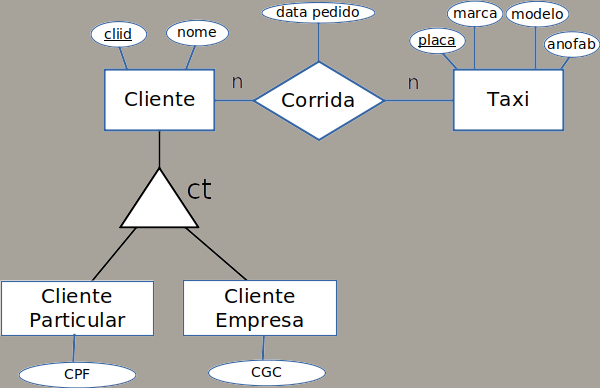 data pedido
cliid
nome
placa
marca
modelo
anofab
Cliente
n
Corrida
n
Taxi
ct
Cliente
Particular
Cliente
Empresa
CPF
CGC